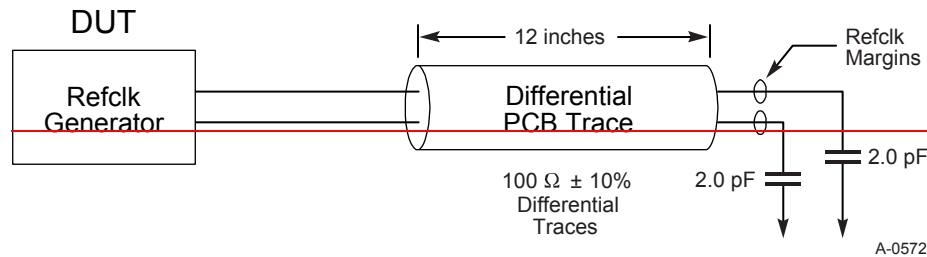 DUT
12 inches
Refclk
Margins
Refclk
Generator
Differential
PCB Trace
2.0 pF
2.0 pF
100 Ω ± 10%
Differential
Traces
A-0572